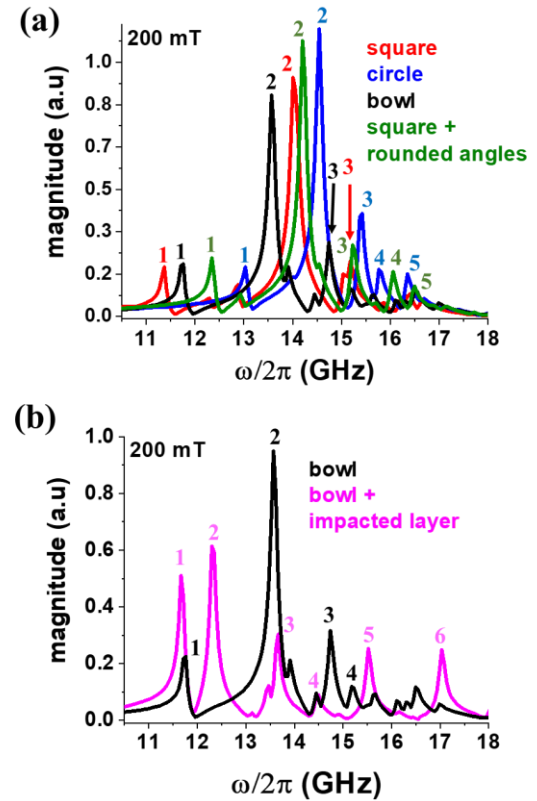 (a)
200 mT
square
circle
bowl
square +
rounded angles
1 1 1 1
2 2 2 2
3 3 3 3
4 4
5 5
magnitude (a.u)
1.0
0.8
0.7
0.5
0.3
0.2
0.0
11 12 13 14 15 16 17 18
ω/2π (GHz)
(b)
200 mT
bowl
bowl +
impacted layer
2
1 2
1 3 3
4 4 5 6
magnitude (a.u)
1.0
0.8
0.6
0.4
0.2
0.0
11 12 13 14 15 16 17 18
ω/2π (GHz)